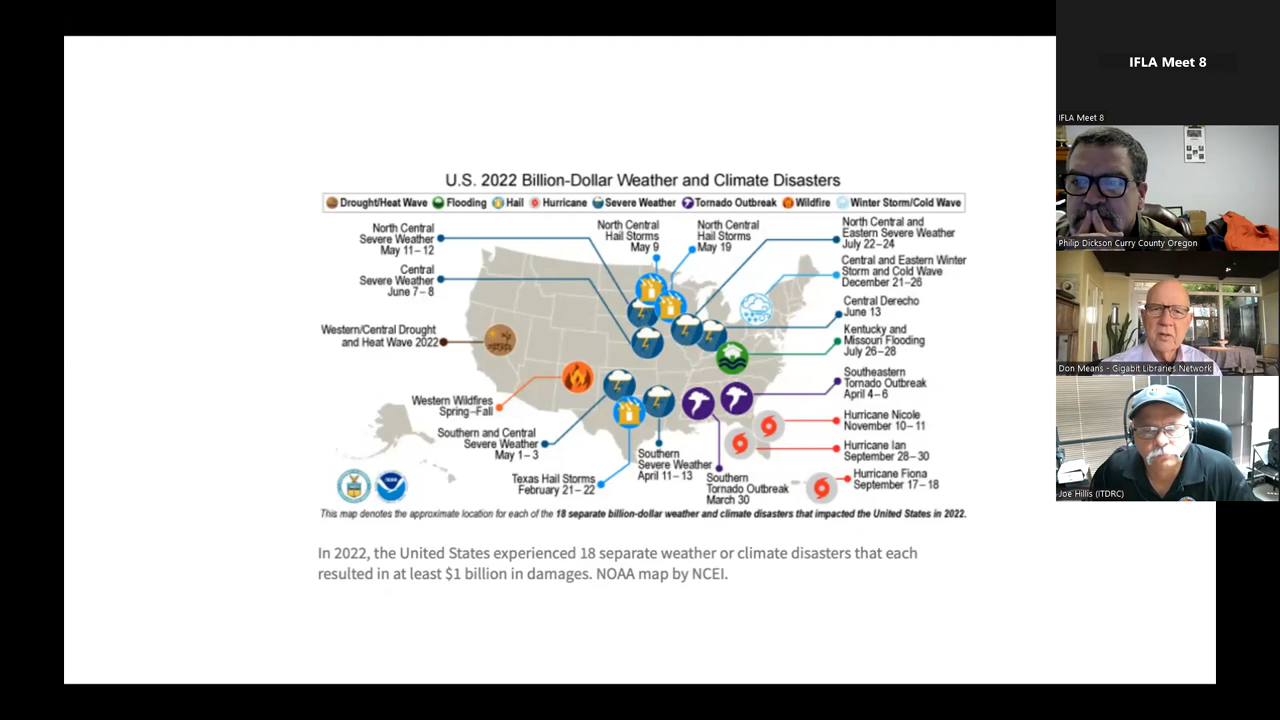 IFLA Meet 8
IFLA Meet 8
Philip Dickson Curry County Oregon
Don Means - Gigabit Libraries Network
Joe Hillis (ITDRC)
U.S. 2022 Billion-Dollar Weather and Climate Disasters
Drought/Heat Wave Flooding Hail Hurricane Severe Weather Tornado Outbreak Wildfire Winter Storm/Cold Wave
North Central
Severe Weather
May 11–12
North Central
Hail Storms
May 9
North Central
Hail Storms
May 19
North Central and
Eastern Severe Weather
July 22–24
Central
Severe Weather
June 7–8
Central and Eastern Winter
Storm and Cold Wave
December 21–26
Central Derecho
June 13
Western/Central Drought
and Heat Wave 2022
Kentucky and
Missouri Flooding
July 26–28
Southeastern
Tornado Outbreak
April 4–6
Western Wildfires
Spring–Fall
Hurricane Nicole
November 10–11
Southern and Central
Severe Weather
May 1–3
Hurricane Ian
September 28–30
Texas Hail Storms
February 21–22
Southern
Severe Weather
April 11–13
Southern
Tornado Outbreak
March 30
Hurricane Fiona
September 17–18
This map denotes the approximate location for each of the 18 separate billion-dollar weather and climate disasters that impacted the United States in 2022.
In 2022, the United States experienced 18 separate weather or climate disasters that each
resulted in at least $1 billion in damages. NOAA map by NCEI.